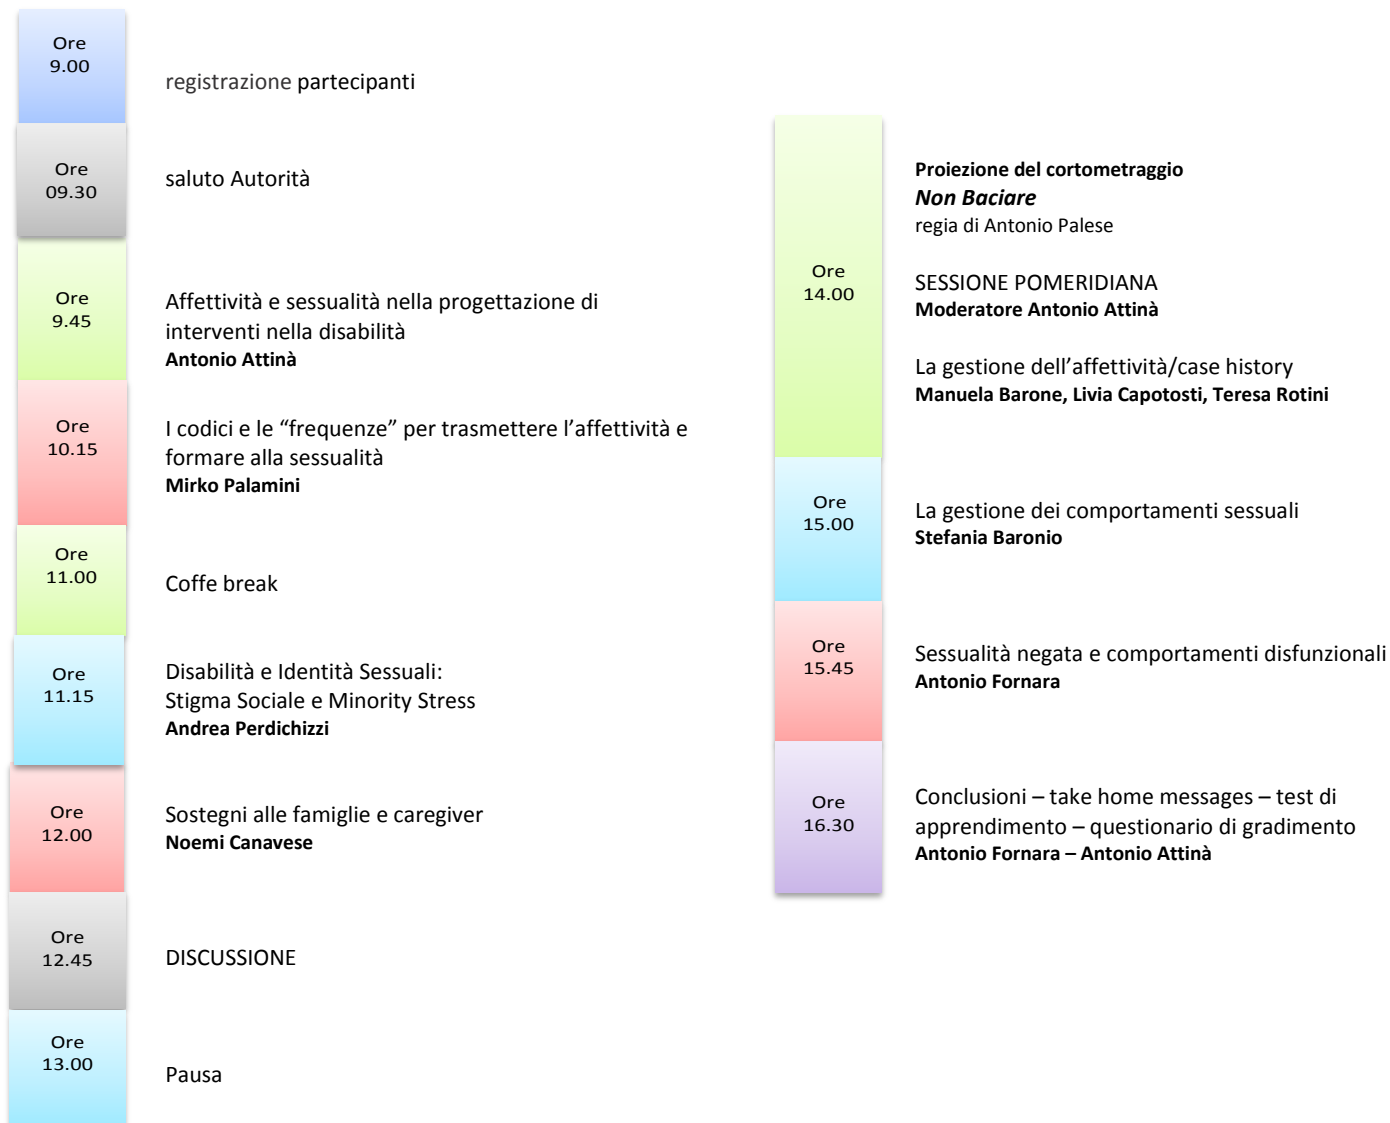 Ore
9.00
registrazione partecipanti
Ore
09.30
saluto Autorità
Ore
9.45
Affettività e sessualità nella progettazione di
interventi nella disabilità
Antonio Attinà
Ore
10.15
I codici e le “frequenze” per trasmettere l’affettività e
formare alla sessualità
Mirko Palamini
Ore
11.00
Coffe break
Ore
11.15
Disabilità e Identità Sessuali:
Stigma Sociale e Minority Stress
Andrea Perdichizzi
Ore
12.00
Sostegni alle famiglie e caregiver
Noemi Canavese
Ore
12.45
DISCUSSIONE
Ore
13.00
Pausa
Ore
14.00
Proiezione del cortometraggio
Non Baciare
regia di Antonio Palese
SESSIONE POMERIDIANA
Moderatore Antonio Attinà
La gestione dell’affettività/case history
Manuela Barone, Livia Capotosti, Teresa Rotini
Ore
15.00
La gestione dei comportamenti sessuali
Stefania Baronio
Ore
15.45
Sessualità negata e comportamenti disfunzionali
Antonio Fornara
Ore
16.30
Conclusioni – take home messages – test di
apprendimento – questionario di gradimento
Antonio Fornara – Antonio Attinà